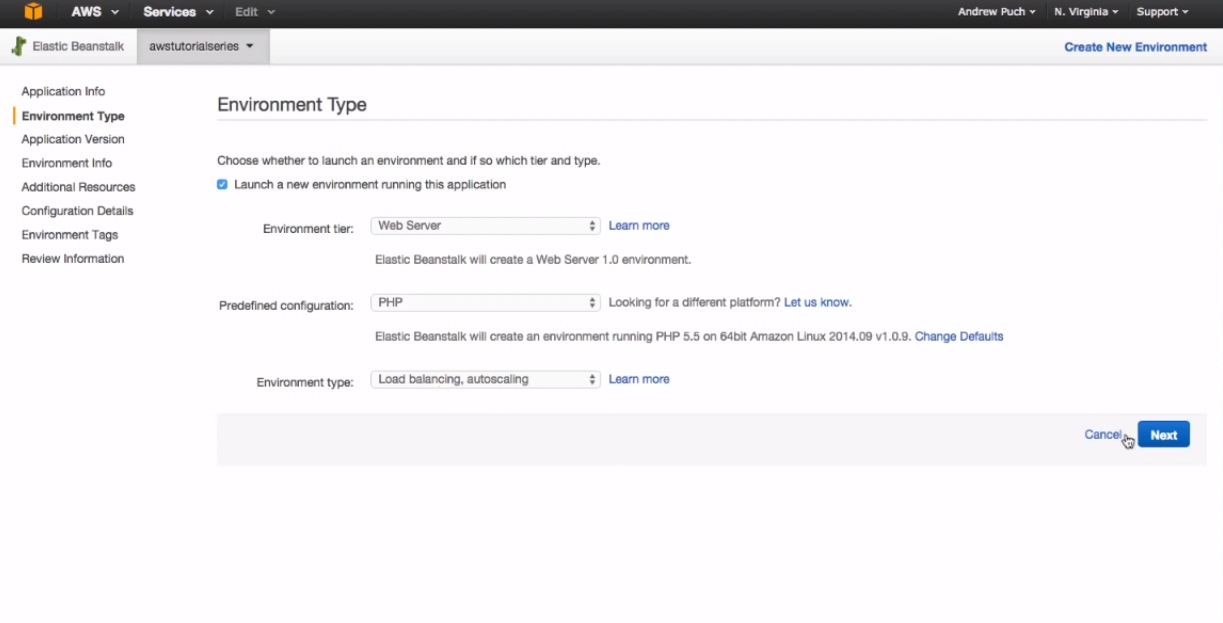 AWS Services Edit Andrew Puch N. Virginia Support
Elastic Beanstalk awstutorialseries Create New Environment
Application Info
Environment Type
Application Version
Environment Info
Additional Resources
Configuration Details
Environment Tags
Review Information
Environment Type
Choose whether to launch an environment and if so which tier and type.
Launch a new environment running this application
Environment tier: Web Server Learn more
Elastic Beanstalk will create a Web Server 1.0 environment.
Predefined configuration: PHP Looking for a different platform? Let us know.
Elastic Beanstalk will create an environment running PHP 5.5 on 64bit Amazon Linux 2014.09 v1.0.9. Change Defaults
Environment type: Load balancing, autoscaling Learn more
Cancel Next